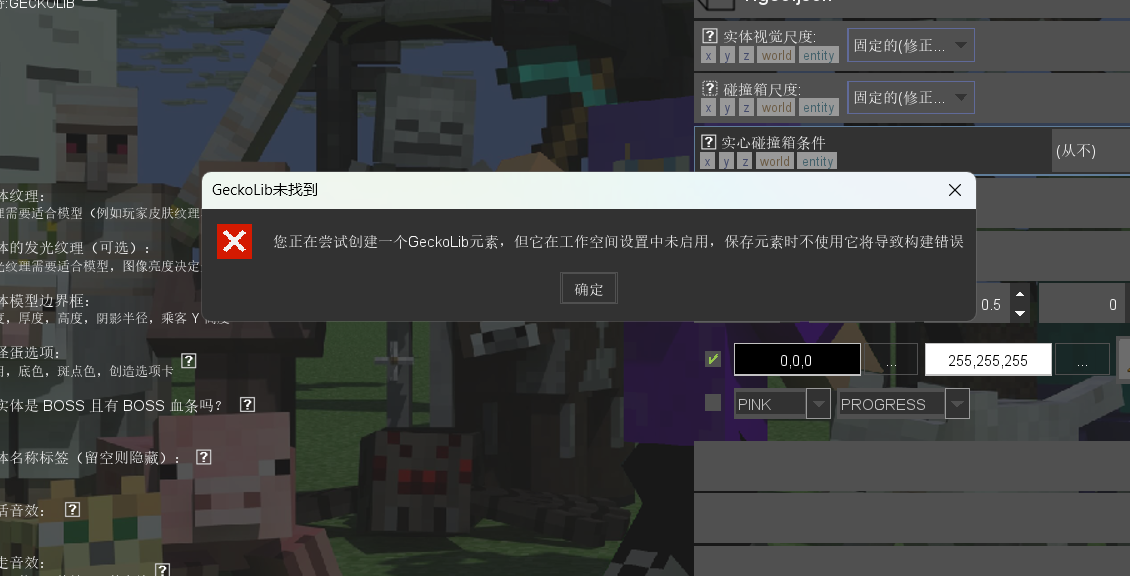 :GECKOLIB
实体视觉尺度:
固定的(修正...
x y z world entity
碰撞箱尺度:
固定的(修正...
x y z world entity
实心碰撞箱条件
(从不)
x y z world entity
GeckoLib未找到
您正在尝试创建一个GeckoLib元素，但它在工作空间设置中未启用，保存元素时不使用它将导致构建错误
确定
体纹理：
理需要适合模型（例如玩家皮肤纹理
体的发光纹理（可选）：
光纹理需要适合模型，图像亮度决定
体模型边界框：
度，厚度，高度，阴影半径，乘客 Y 高度
0.5
0
怪蛋选项：
用，底色，斑点色，创造选项卡
0,0,0
...
255,255,255
...
实体是 BOSS 且有 BOSS 血条吗？
PINK
PROGRESS
体名称标签（留空则隐藏）：
活音效：
走音效：